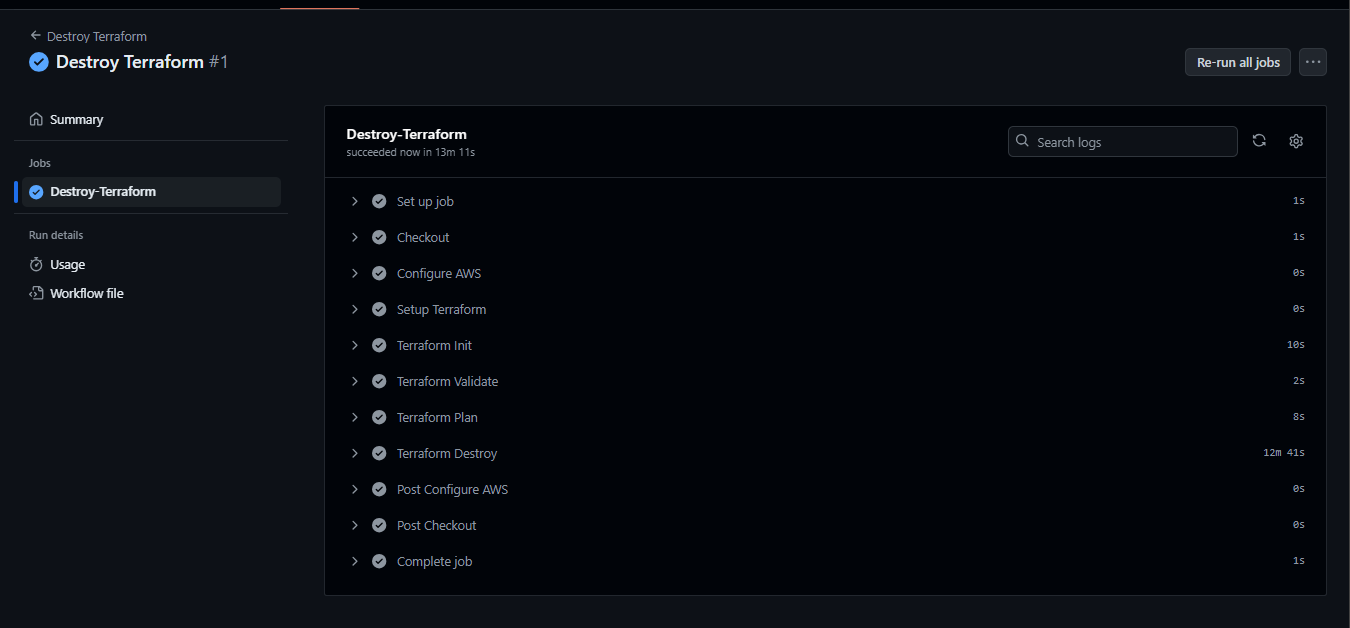 Destroy Terraform
Destroy Terraform #1
Re-run all jobs
Summary
Jobs
Destroy-Terraform
Run details
Usage
Workflow file
Destroy-Terraform
succeeded now in 13m 11s
Search logs
Set up job 1s
Checkout 1s
Configure AWS 0s
Setup Terraform 0s
Terraform Init 10s
Terraform Validate 2s
Terraform Plan 8s
Terraform Destroy 12m 41s
Post Configure AWS 0s
Post Checkout 0s
Complete job 1s